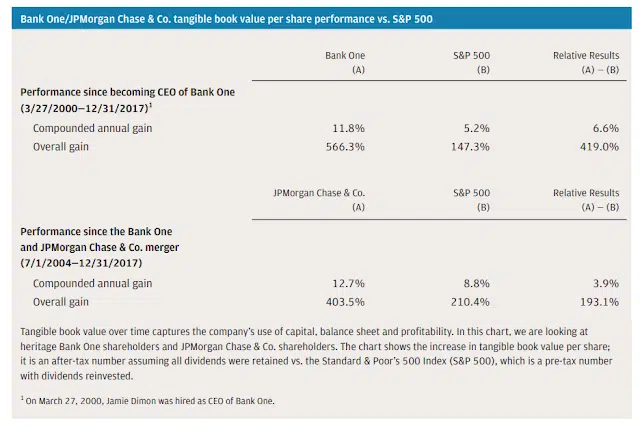 Bank One/JPMorgan Chase & Co. tangible book value per share performance vs. S&P 500
Bank One S&P 500 Relative Results
(A) (B) (A) — (B)
Performance since becoming CEO of Bank One
(3/27/2000—12/31/2017)¹
Compounded annual gain 11.8% 5.2% 6.6%
Overall gain 566.3% 147.3% 419.0%
JPMorgan Chase & Co. S&P 500 Relative Results
(A) (B) (A) — (B)
Performance since the Bank One
and JPMorgan Chase & Co. merger
(7/1/2004—12/31/2017)
Compounded annual gain 12.7% 8.8% 3.9%
Overall gain 403.5% 210.4% 193.1%
Tangible book value over time captures the company's use of capital, balance sheet and profitability. In this chart, we are looking at
heritage Bank One shareholders and JPMorgan Chase & Co. shareholders. The chart shows the increase in tangible book value per share;
it is an after-tax number assuming all dividends were retained vs. the Standard & Poor's 500 Index (S&P 500), which is a pre-tax number
with dividends reinvested.
¹ On March 27, 2000, Jamie Dimon was hired as CEO of Bank One.